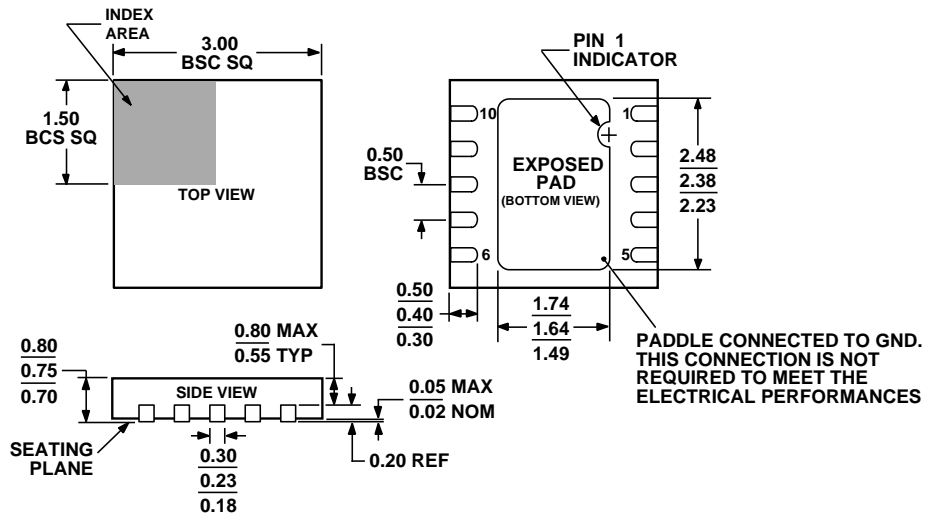 INDEX
AREA
3.00
BSC SQ
1.50
BCS SQ
TOP VIEW
PIN 1
INDICATOR
10
1
0.50
BSC
EXPOSED
PAD
(BOTTOM VIEW)
2.48
2.38
2.23
6
5
0.50
0.40
0.30
1.74
1.64
1.49
PADDLE CONNECTED TO GND.
THIS CONNECTION IS NOT
REQUIRED TO MEET THE
ELECTRICAL PERFORMANCES
0.80
0.75
0.70
0.80 MAX
0.55 TYP
SIDE VIEW
0.05 MAX
0.02 NOM
SEATING
PLANE
0.30
0.23
0.18
0.20 REF